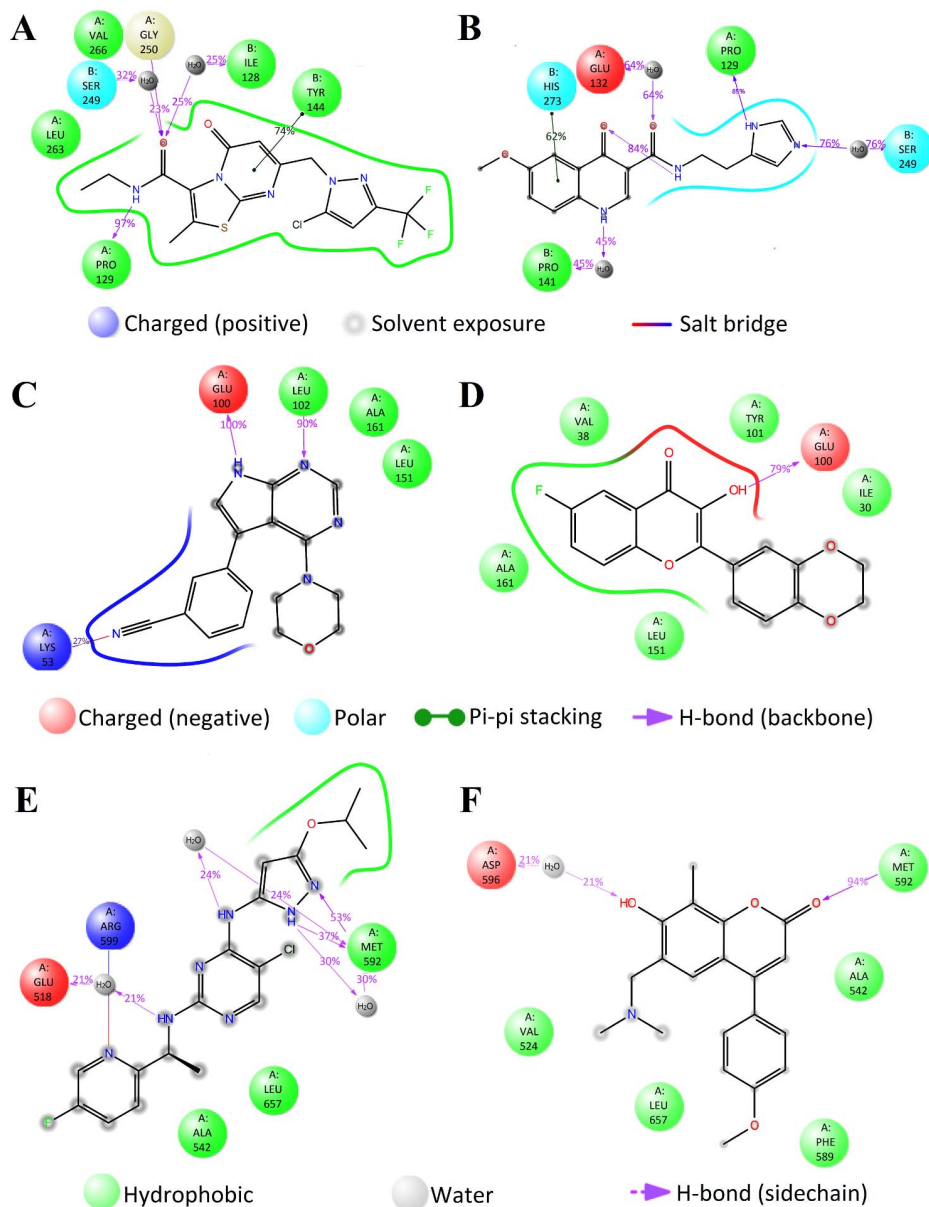 A
A:
VAL
266
A:
GLY
250
B:
SER
249
32%
H₂O
23%
H₂O
25%
25%
B:
ILE
128
B:
TYR
144
74%
A:
LEU
263
O
O
N
H
N
N
S
N
N
Cl
F
F
F
97%
A:
PRO
129
B
A:
GLU
132
64%
H₂O
64%
B:
HIS
273
62%
O
O
O
84%
N
H
A:
PRO
129
85%
HN
N
76%
H₂O
76%
B:
SER
249
N
H
45%
B:
PRO
141
45%
H₂O
Charged (positive)
Solvent exposure
Salt bridge
C
A:
GLU
100
100%
A:
LEU
102
90%
A:
ALA
161
A:
LEU
151
H
N
N
N
N
O
N
27%
A:
LYS
53
D
A:
VAL
38
A:
TYR
101
A:
GLU
100
79%
A:
ILE
30
O
OH
F
O
O
O
A:
ALA
161
A:
LEU
151
Charged (negative)
Polar
Pi-pi stacking
H-bond (backbone)
E
H₂O
24%
24%
O
N
N
H
53%
37%
30%
30%
A:
MET
592
H₂O
HN
Cl
N
N
HN
A:
ARG
599
A:
GLU
518
21%
H₂O
21%
N
F
A:
LEU
657
A:
ALA
542
F
A:
ASP
596
21%
H₂O
21%
HO
O
O
94%
A:
MET
592
A:
ALA
542
A:
VAL
524
N
A:
LEU
657
O
A:
PHE
589
Hydrophobic
Water
H-bond (sidechain)